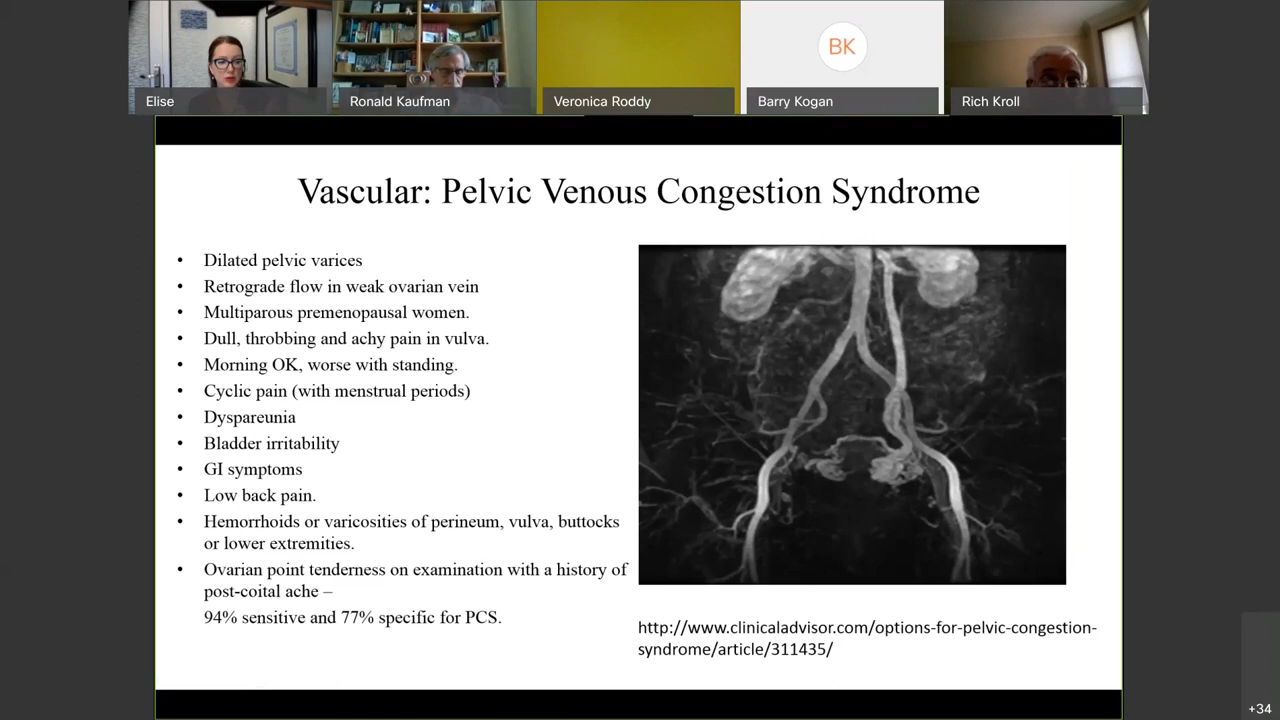 Elise
Ronald Kaufman
Veronica Roddy
BK
Barry Kogan
Rich Kroll
Vascular: Pelvic Venous Congestion Syndrome
• Dilated pelvic varices
• Retrograde flow in weak ovarian vein
• Multiparous premenopausal women.
• Dull, throbbing and achy pain in vulva.
• Morning OK, worse with standing.
• Cyclic pain (with menstrual periods)
• Dyspareunia
• Bladder irritability
• GI symptoms
• Low back pain.
• Hemorrhoids or varicosities of perineum, vulva, buttocks
or lower extremities.
• Ovarian point tenderness on examination with a history of
post-coital ache –
94% sensitive and 77% specific for PCS.
http://www.clinicaladvisor.com/options-for-pelvic-congestion-
syndrome/article/311435/
+34